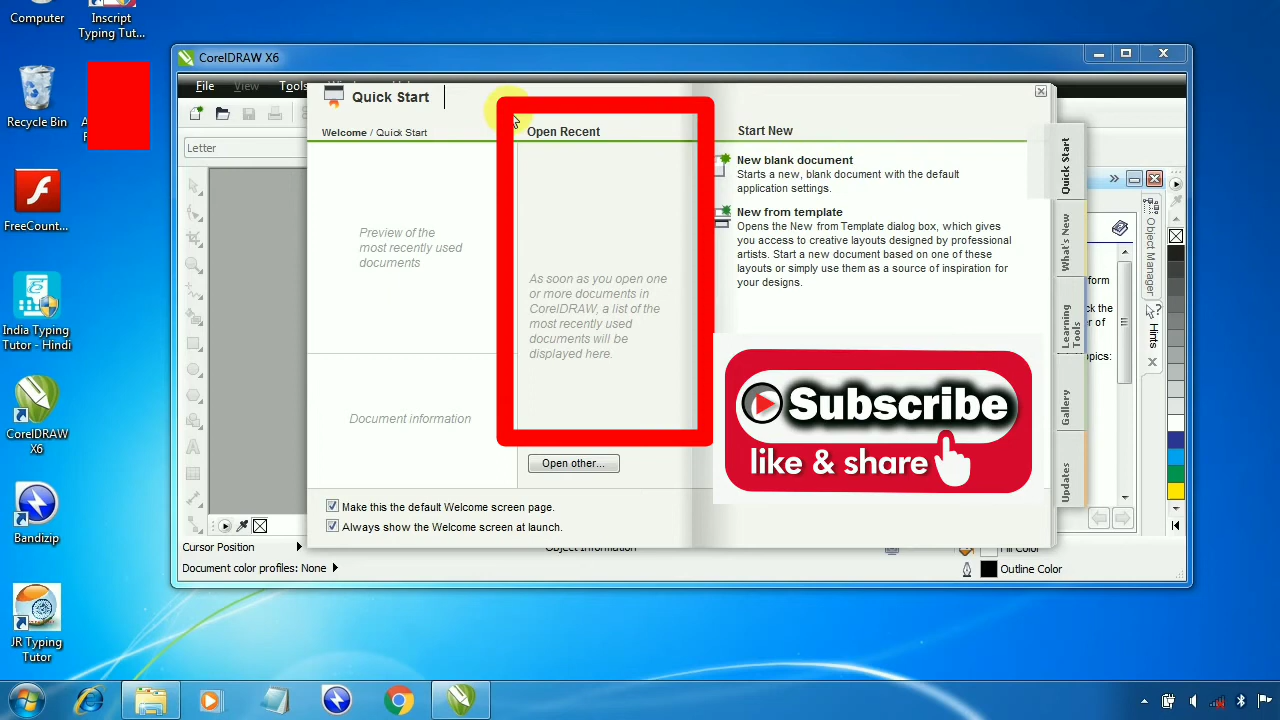 Computer
Inscript
Typing Tut...
Recycle Bin
FreeCount...
India Typing
Tutor - Hindi
CorelDRAW
X6
Bandizip
JR Typing
Tutor
CorelDRAW X6
File View Tools
Letter
Quick Start
Welcome / Quick Start
Preview of the
most recently used
documents
Document information
Open Recent
As soon as you open one
or more documents in
CorelDRAW, a list of the
most recently used
documents will be
displayed here.
Open other...
Make this the default Welcome screen page.
Always show the Welcome screen at launch.
Start New
New blank document
Starts a new, blank document with the default
application settings.
New from template
Opens the New from Template dialog box, which gives
you access to creative layouts designed by professional
artists. Start a new document based on one of these
layouts or simply use them as a source of inspiration for
your designs.
Subscribe
like & share
Quick Start
What's New
Learning
Tools
Gallery
Updates
Object Manager
Hints
form
k the
r of
opics:
Cursor Position
Object Information
Fill Color
Document color profiles: None
Outline Color